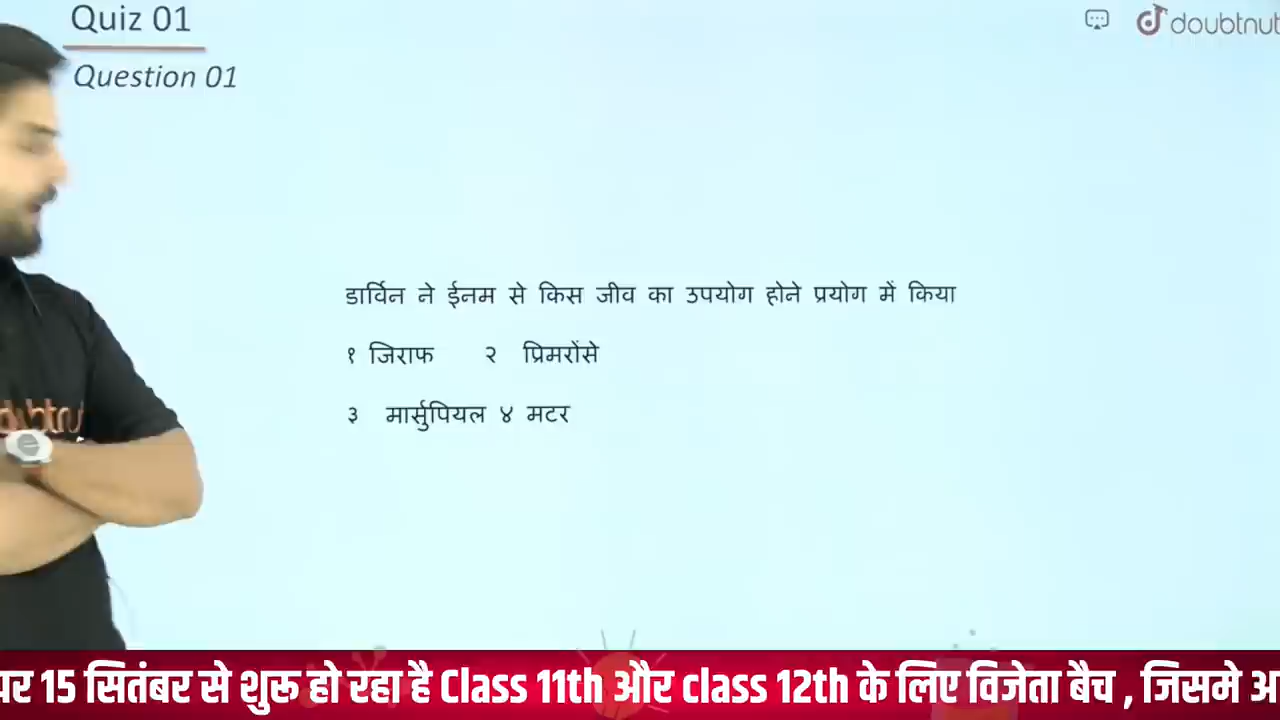 Quiz 01
doubtnut
Question 01
डार्विन ने ईनम से किस जीव का उपयोग होने प्रयोग में किया
१ जिराफ २ प्रिमरोंसे
३ मार्सुपियल ४ मटर
पर 15 सितंबर से शुरू हो रहा है Class 11th और class 12th के लिए विजेता बैच , जिसमे अ